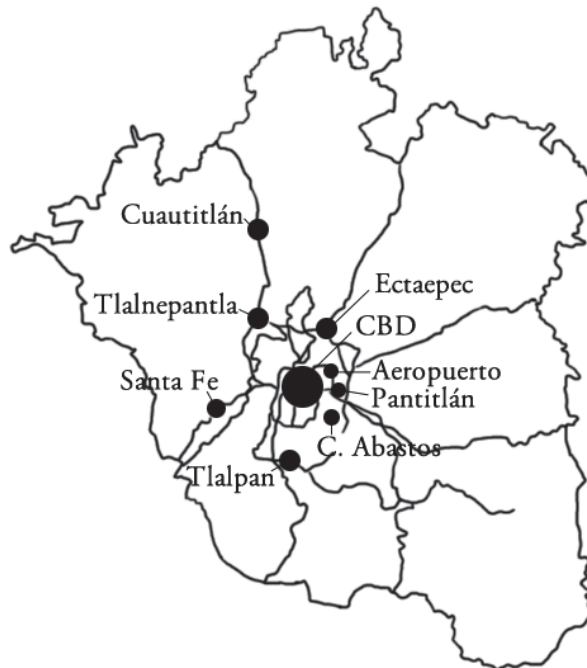 Cuautitlán
Ectaepec
Tlalnepantla
CBD
Aeropuerto
Santa Fe
Pantitlán
C. Abastos
Tlalpan